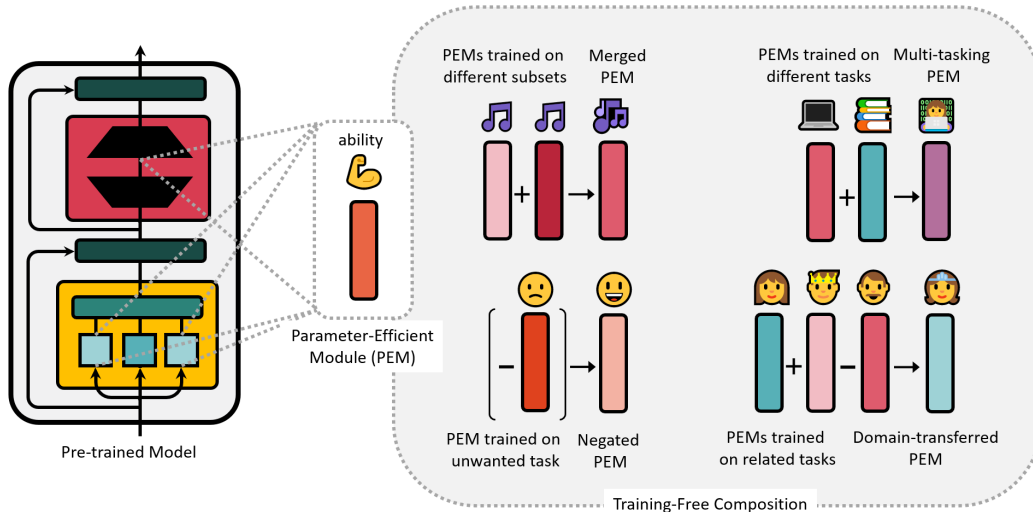 PEMs trained on
different subsets
Merged
PEM
PEMs trained on
different tasks
Multi-tasking
PEM
ability
+
→
+
→
Parameter-Efficient
Module (PEM)
−
→
+
−
→
PEM trained on
unwanted task
Negated
PEM
PEMs trained
on related tasks
Domain-transferred
PEM
Pre-trained Model
Training-Free Composition